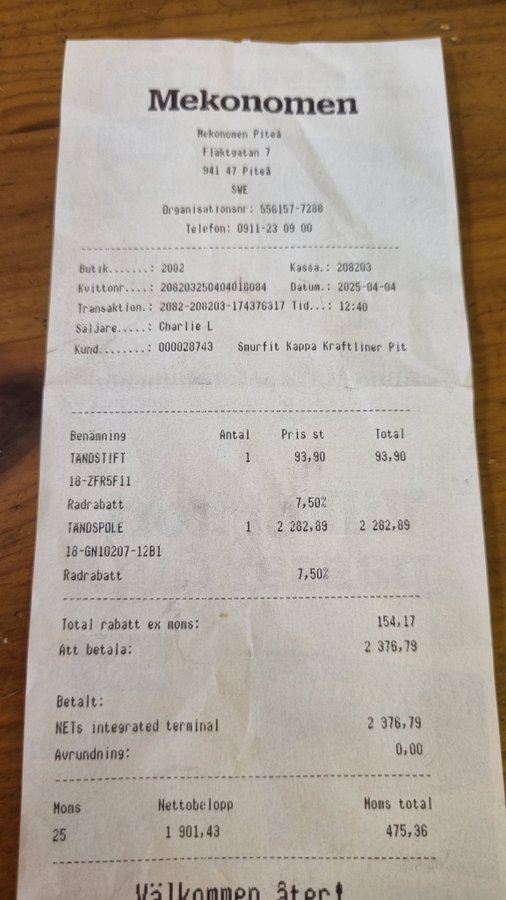 Mekonomen
Mekonomen Piteå
Fläktgatan 7
941 47 Piteå
SWE
Organisationsnr: 556157-7288
Telefon: 0911-23 09 00
Butik.......: 2082 Kassa.: 208203
Kvittonr....: 208203250404018084 Datum.: 2025-04-04
Transaktion.: 2082-208203-174376317 Tid...: 12:40
Säljare.....: Charlie L
Kund........: 000028743 Smurfit Kappa Kraftliner Pit
Benämning Antal Pris st Total
TÄNDSTIFT 1 93,90 93,90
18-ZFR5F11
Radrabatt 7,50%
TÄNDSPOLE 1 2 282,89 2 282,89
18-GN10207-12B1
Radrabatt 7,50%
Total rabatt ex moms: 154,17
Att betala: 2 376,79
Betalt:
NETs integrated terminal 2 376,79
Avrundning: 0,00
Moms Nettobelopp Moms total
25 1 901,43 475,36
Välkommen åter!